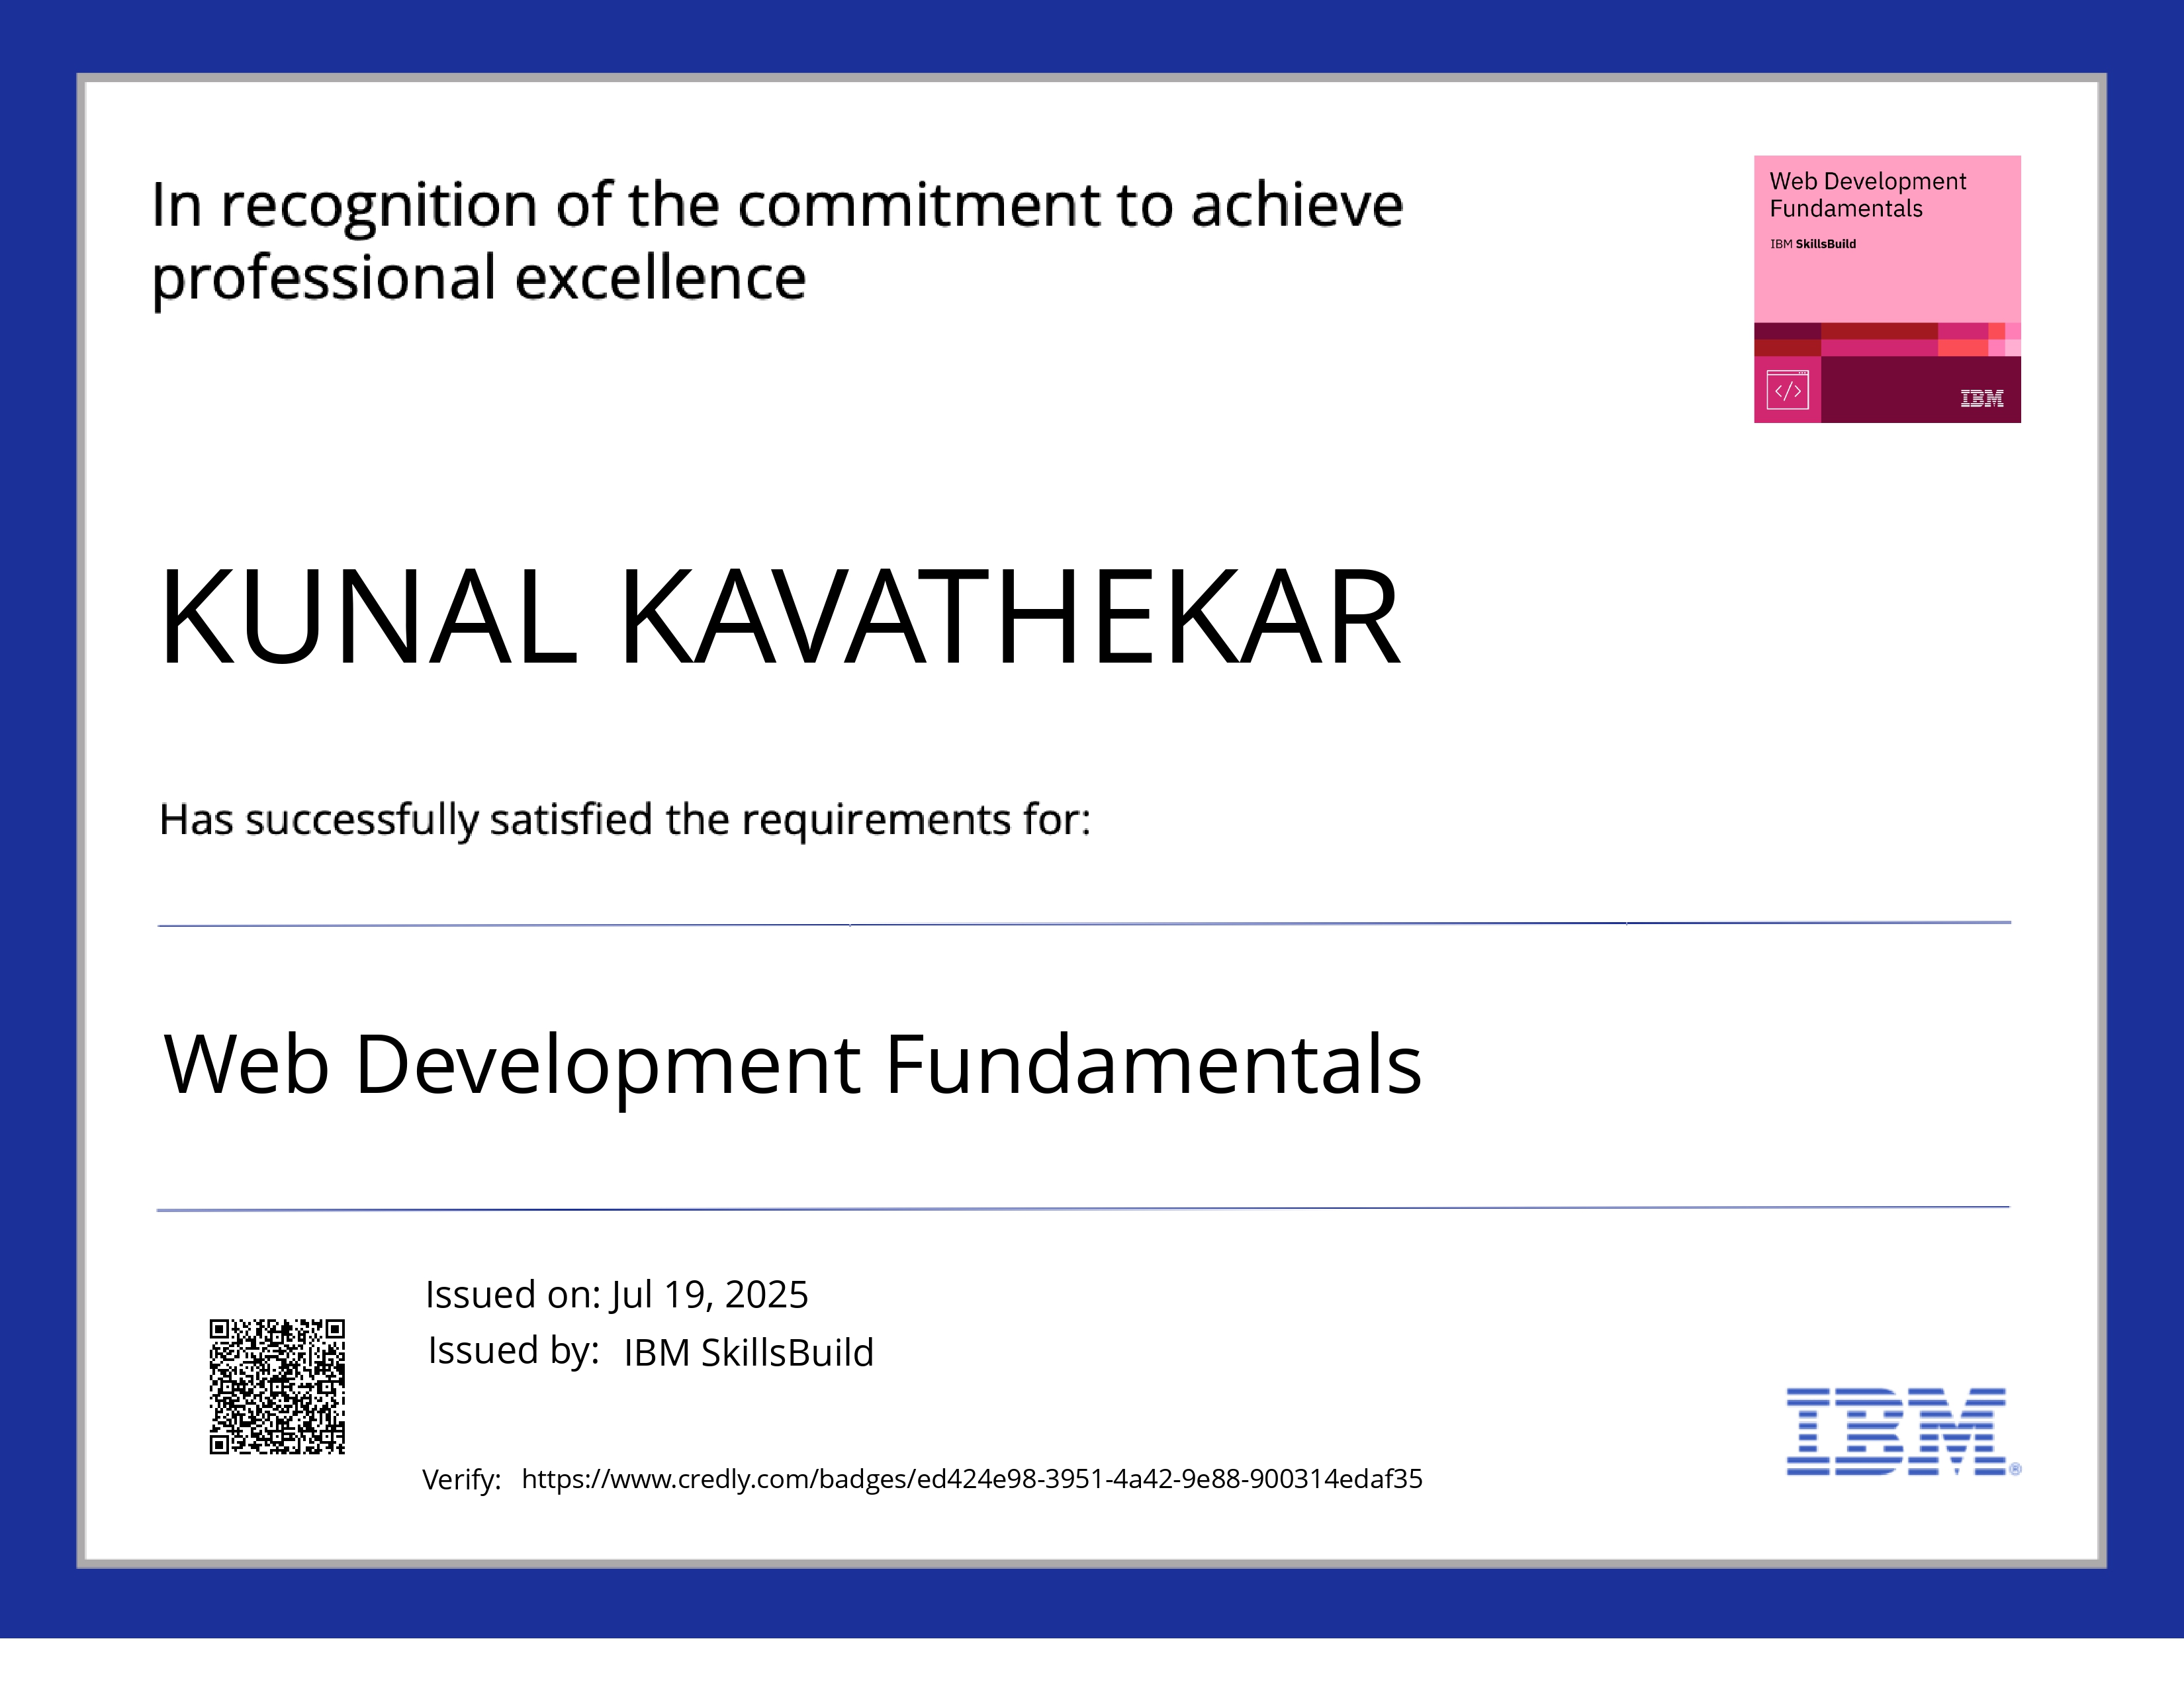 In recognition of the commitment to achieve
professional excellence
Web Development
Fundamentals
IBM SkillsBuild
</>
IBM
KUNAL KAVATHEKAR
Has successfully satisfied the requirements for:
Web Development Fundamentals
Issued on: Jul 19, 2025
Issued by: IBM SkillsBuild
Verify: https://www.credly.com/badges/ed424e98-3951-4a42-9e88-900314edaf35
IBM®